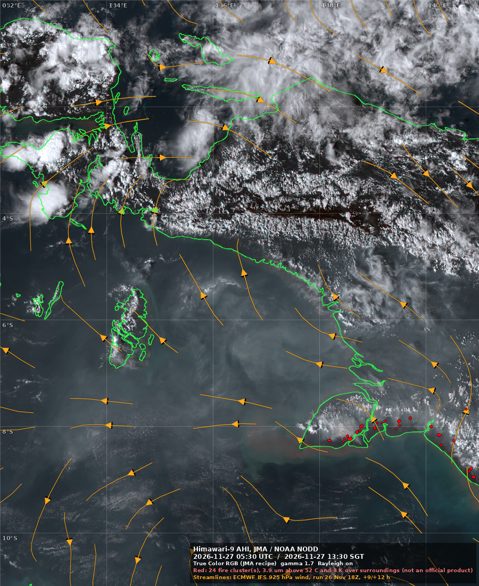 134°E
4°S
6°S
8°S
10°S
Himawari-9 AHI, JMA / NOAA NODD
2026-11-27 05:30 UTC / 2026-11-27 13:30 SGT
True Color RGB (JMA recipe) gamma 1.7 Rayleigh on
Red: 24 fire cluster(s), 3.9 um above 52 C and 3 K over surroundings (not an official product)
Streamlines: ECMWF IFS 925 hPa wind, run 26 Nov 18Z, +9/+12 h